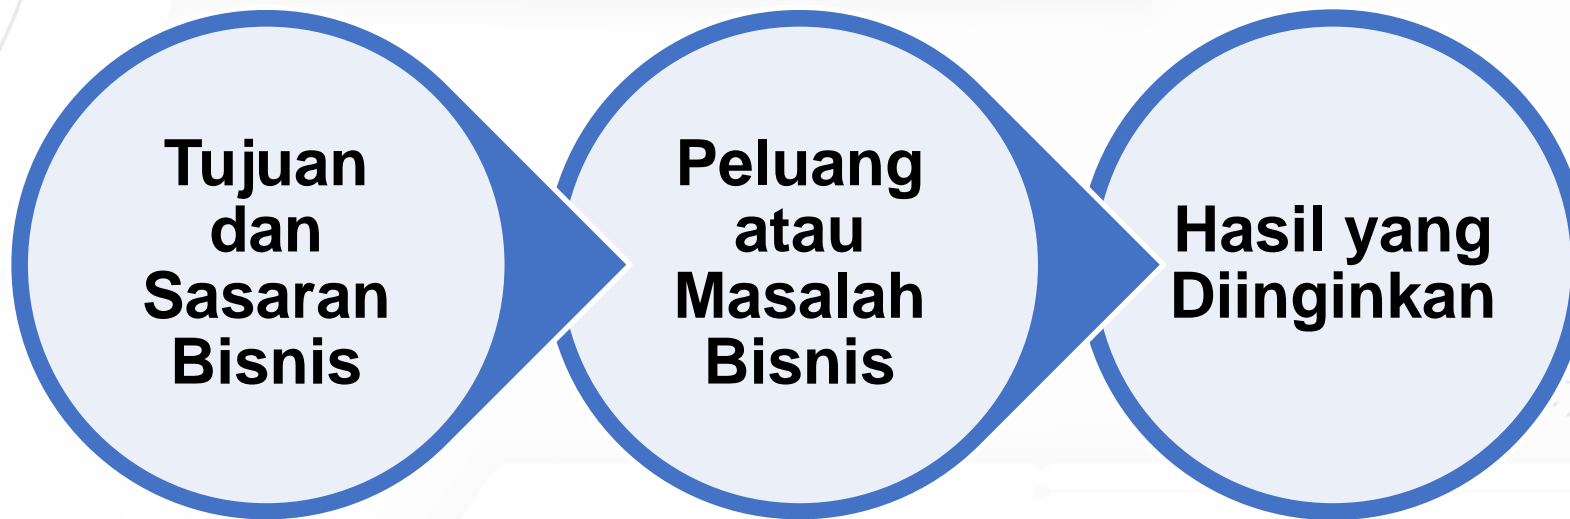 Tujuan
dan
Sasaran
Bisnis
Peluang
atau
Masalah
Bisnis
Hasil yang
Diinginkan